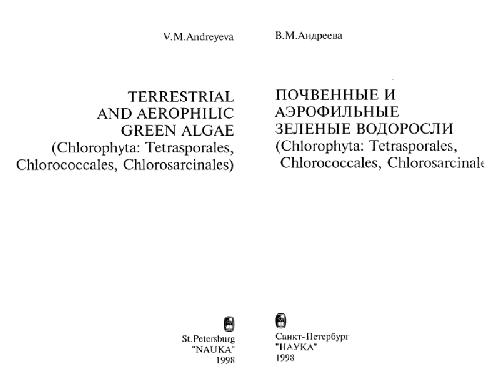 V.M.Andreyeva
TERRESTRIAL
AND AEROPHILIC
GREEN ALGAE
(Chlorophyta: Tetrasporales,
Chlorococcales, Chlorosarcinales)
St.Petersburg
"NAUKA"
1998
В.М.Андреева
ПОЧВЕННЫЕ И
АЭРОФИЛЬНЫЕ
ЗЕЛЕНЫЕ ВОДОРОСЛИ
(Chlorophyta: Tetrasporales,
Chlorococcales, Chlorosarcinale
Санкт-Петербург
"НАУКА"
1998